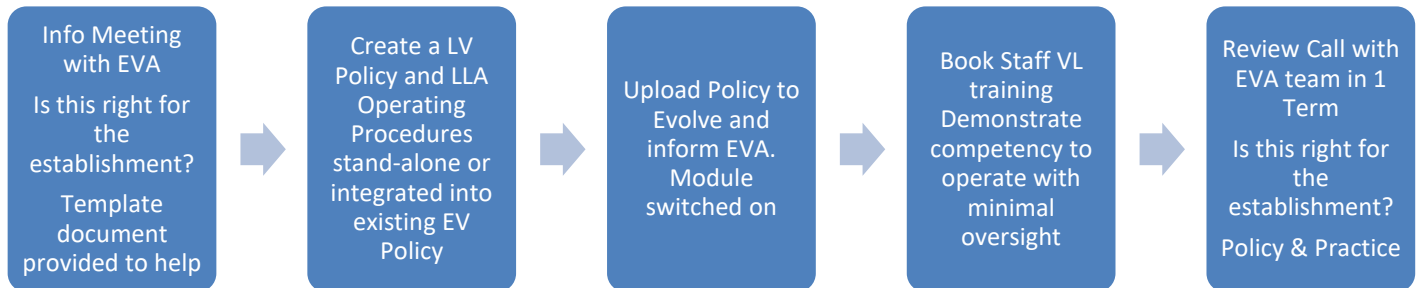 Info Meeting
with EVA
Is this right for
the
establishment?
Template
document
provided to help
Create a LV
Policy and LLA
Operating
Procedures
stand-alone or
integrated into
existing EV
Policy
Upload Policy to
Evolve and
inform EVA.
Module
switched on
Book Staff VL
training
Demonstrate
competency to
operate with
minimal
oversight
Review Call with
EVA team in 1
Term
Is this right for
the
establishment?
Policy & Practice